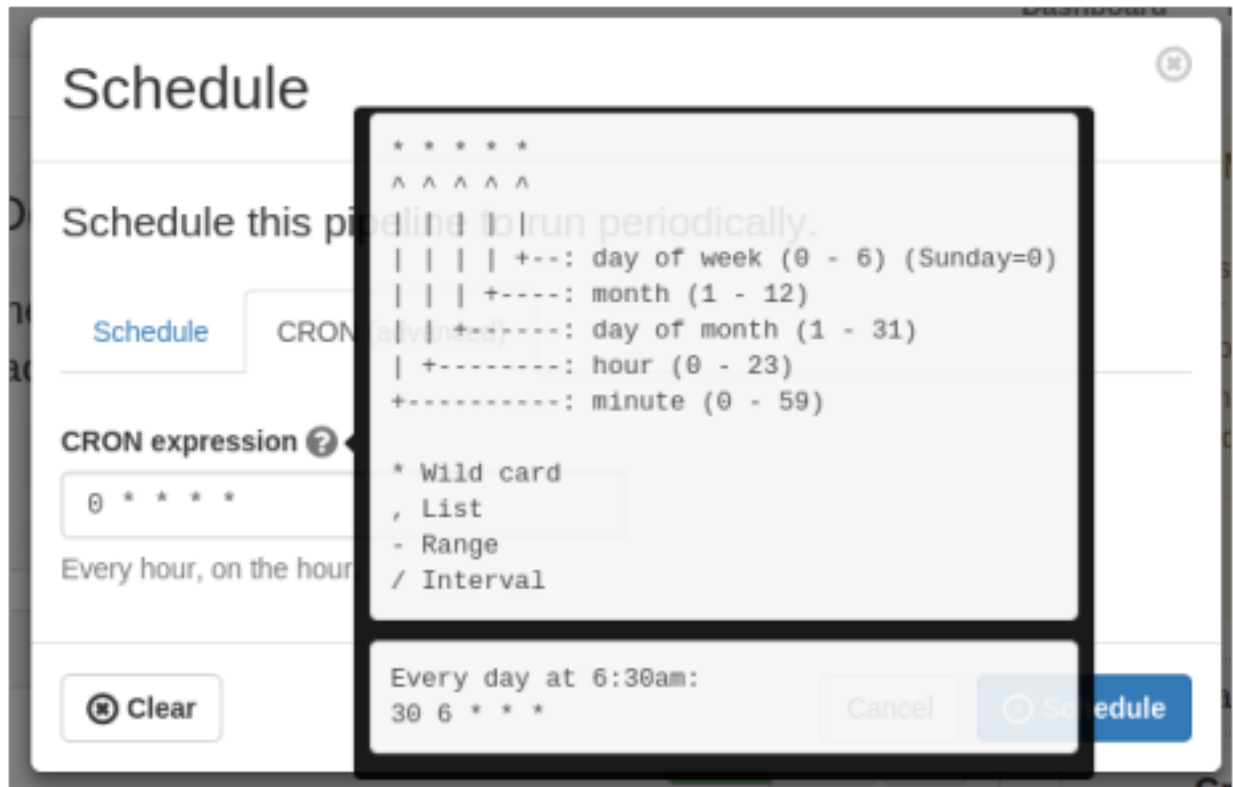 Dashboard
Schedule
Schedule this pipeline to run periodically.
Schedule
CRON (advanced)
CRON expression
0 * * * *
Every hour, on the hour
* * * * *
^ ^ ^ ^ ^
| | | | |
| | | | +--: day of week (0 - 6) (Sunday=0)
| | | +----: month (1 - 12)
| | +------: day of month (1 - 31)
| +--------: hour (0 - 23)
+----------: minute (0 - 59)
* Wild card
, List
- Range
/ Interval
Every day at 6:30am:
30 6 * * *
Clear
Cancel
Schedule